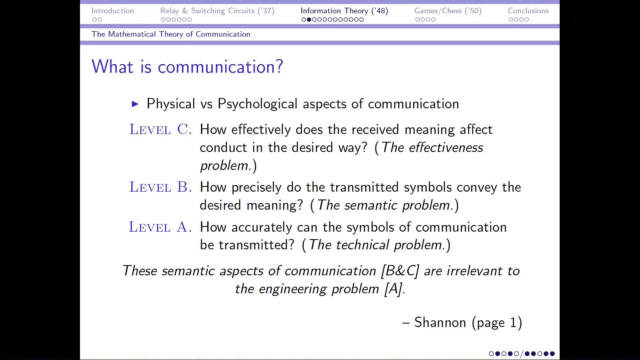 Introduction Relay & Switching Circuits ('37) Information Theory ('48) Games/Chess ('50) Conclusions
The Mathematical Theory of Communication
What is communication?
Physical vs Psychological aspects of communication
LEVEL C. How effectively does the received meaning affect
conduct in the desired way? (The effectiveness
problem.)
LEVEL B. How precisely do the transmitted symbols convey the
desired meaning? (The semantic problem.)
LEVEL A. How accurately can the symbols of communication
be transmitted? (The technical problem.)
These semantic aspects of communication [B&C] are irrelevant to
the engineering problem [A].
– Shannon (page 1)